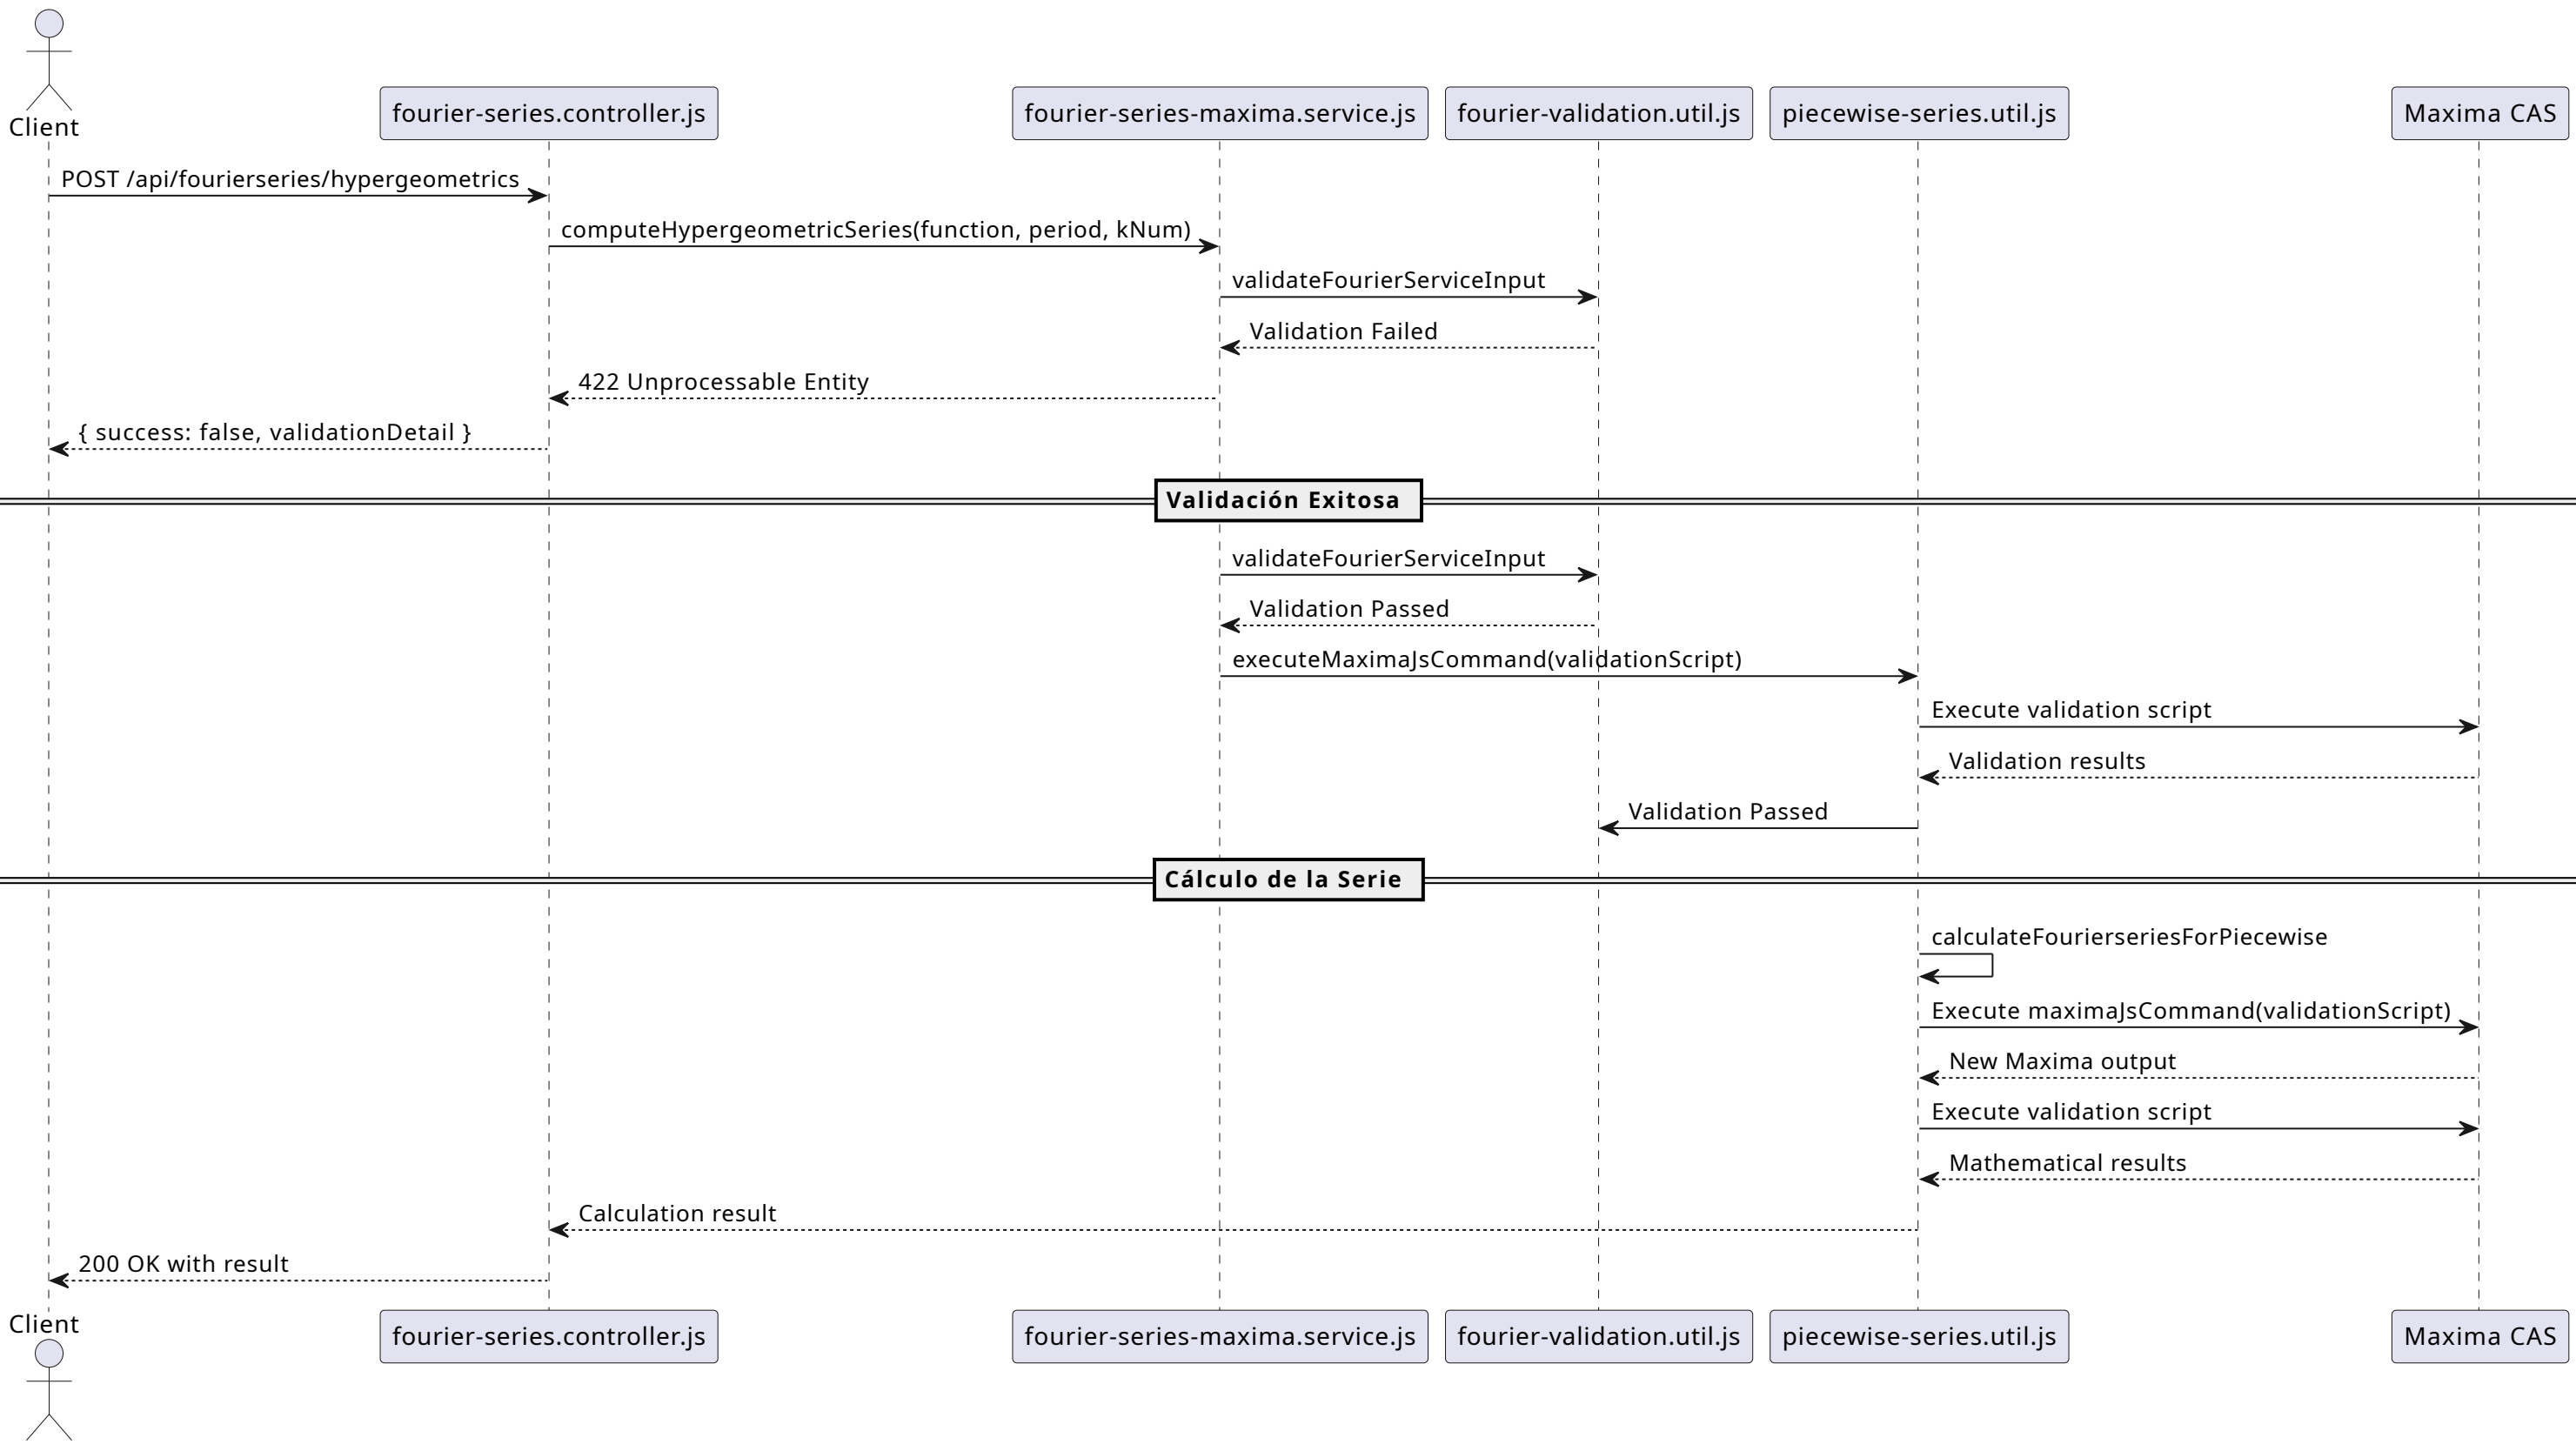 Client
fourier-series.controller.js
fourier-series-maxima.service.js
fourier-validation.util.js
piecewise-series.util.js
Maxima CAS
POST /api/fourierseries/hypergeometrics
computeHypergeometricSeries(function, period, kNum)
validateFourierServiceInput
Validation Failed
422 Unprocessable Entity
{ success: false, validationDetail }
Validación Exitosa
validateFourierServiceInput
Validation Passed
executeMaximaJsCommand(validationScript)
Execute validation script
Validation results
Validation Passed
Cálculo de la Serie
calculateFourierseriesForPiecewise
Execute maximaJsCommand(validationScript)
New Maxima output
Execute validation script
Mathematical results
Calculation result
200 OK with result
Client
fourier-series.controller.js
fourier-series-maxima.service.js
fourier-validation.util.js
piecewise-series.util.js
Maxima CAS